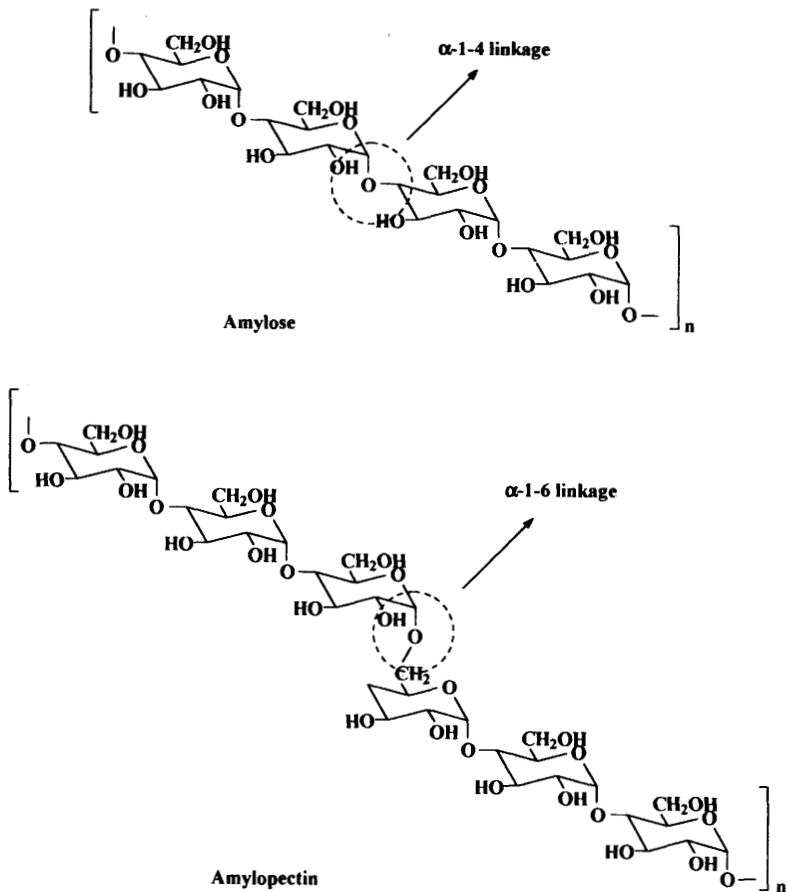 CH₂OH
α-1-4 linkage
O
O
HO
OH
CH₂OH
O
O
HO
OH
CH₂OH
O
O
HO
OH
CH₂OH
O
O
HO
OH
O
n
Amylose
CH₂OH
O
O
HO
OH
α-1-6 linkage
CH₂OH
O
O
HO
OH
CH₂OH
O
O
HO
OH
O
CH₂
O
HO
OH
CH₂OH
O
O
HO
OH
CH₂OH
O
O
HO
OH
O
n
Amylopectin